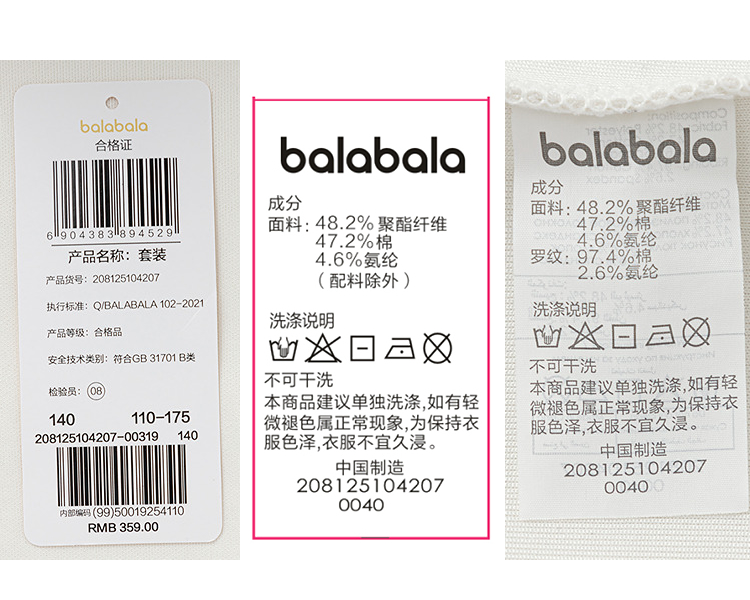 balabala
合格证
6 904383 894529
产品名称：套装
产品货号：208125104207
执行标准：Q/BALABALA 102-2021
产品等级：合格品
安全技术类别：符合GB 31701 B类
检验员：08
140 110-175
208125104207-00319 140
内部编码 (99)50019254110
RMB 359.00
balabala
成分
面料：48.2% 聚酯纤维
47.2% 棉
4.6% 氨纶
（配料除外）
洗涤说明
不可干洗
本商品建议单独洗涤，如有轻
微褪色属正常现象，为保持衣
服色泽，衣服不宜久浸。
中国制造
208125104207
0040
balabala
成分
面料：48.2% 聚酯纤维
47.2% 棉
4.6% 氨纶
罗纹：97.4% 棉
2.6% 氨纶
洗涤说明
不可干洗
本商品建议单独洗涤，如有轻
微褪色属正常现象，为保持衣
服色泽，衣服不宜久浸。
中国制造
208125104207
0040